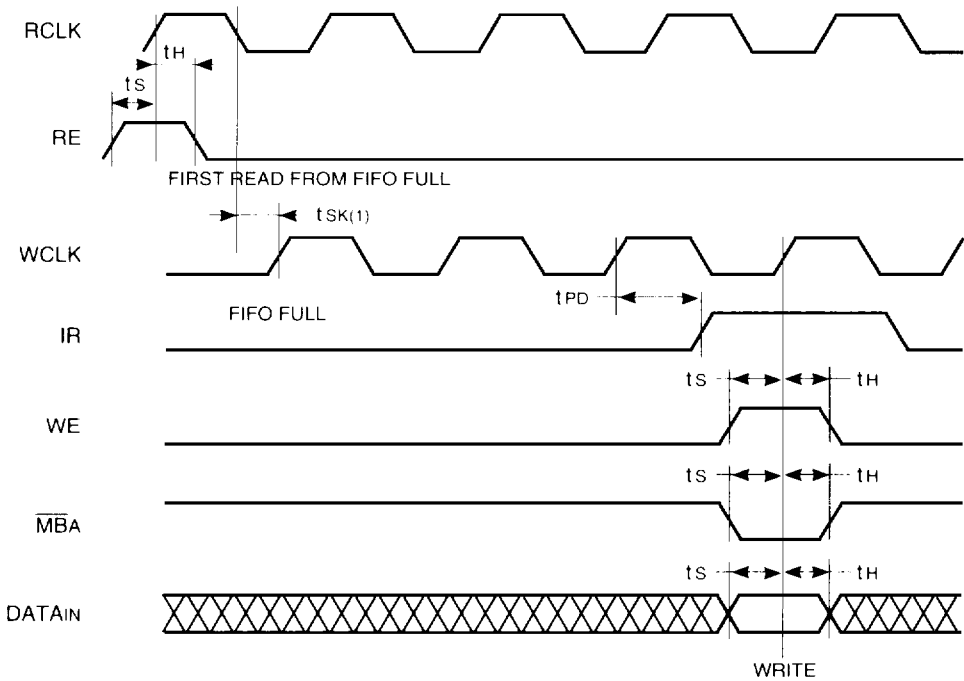 RCLK
tH
tS
RE
FIRST READ FROM FIFO FULL
tSK(1)
WCLK
tPD
FIFO FULL
IR
tS tH
WE
tS tH
MBA
tS tH
DATAIN
WRITE